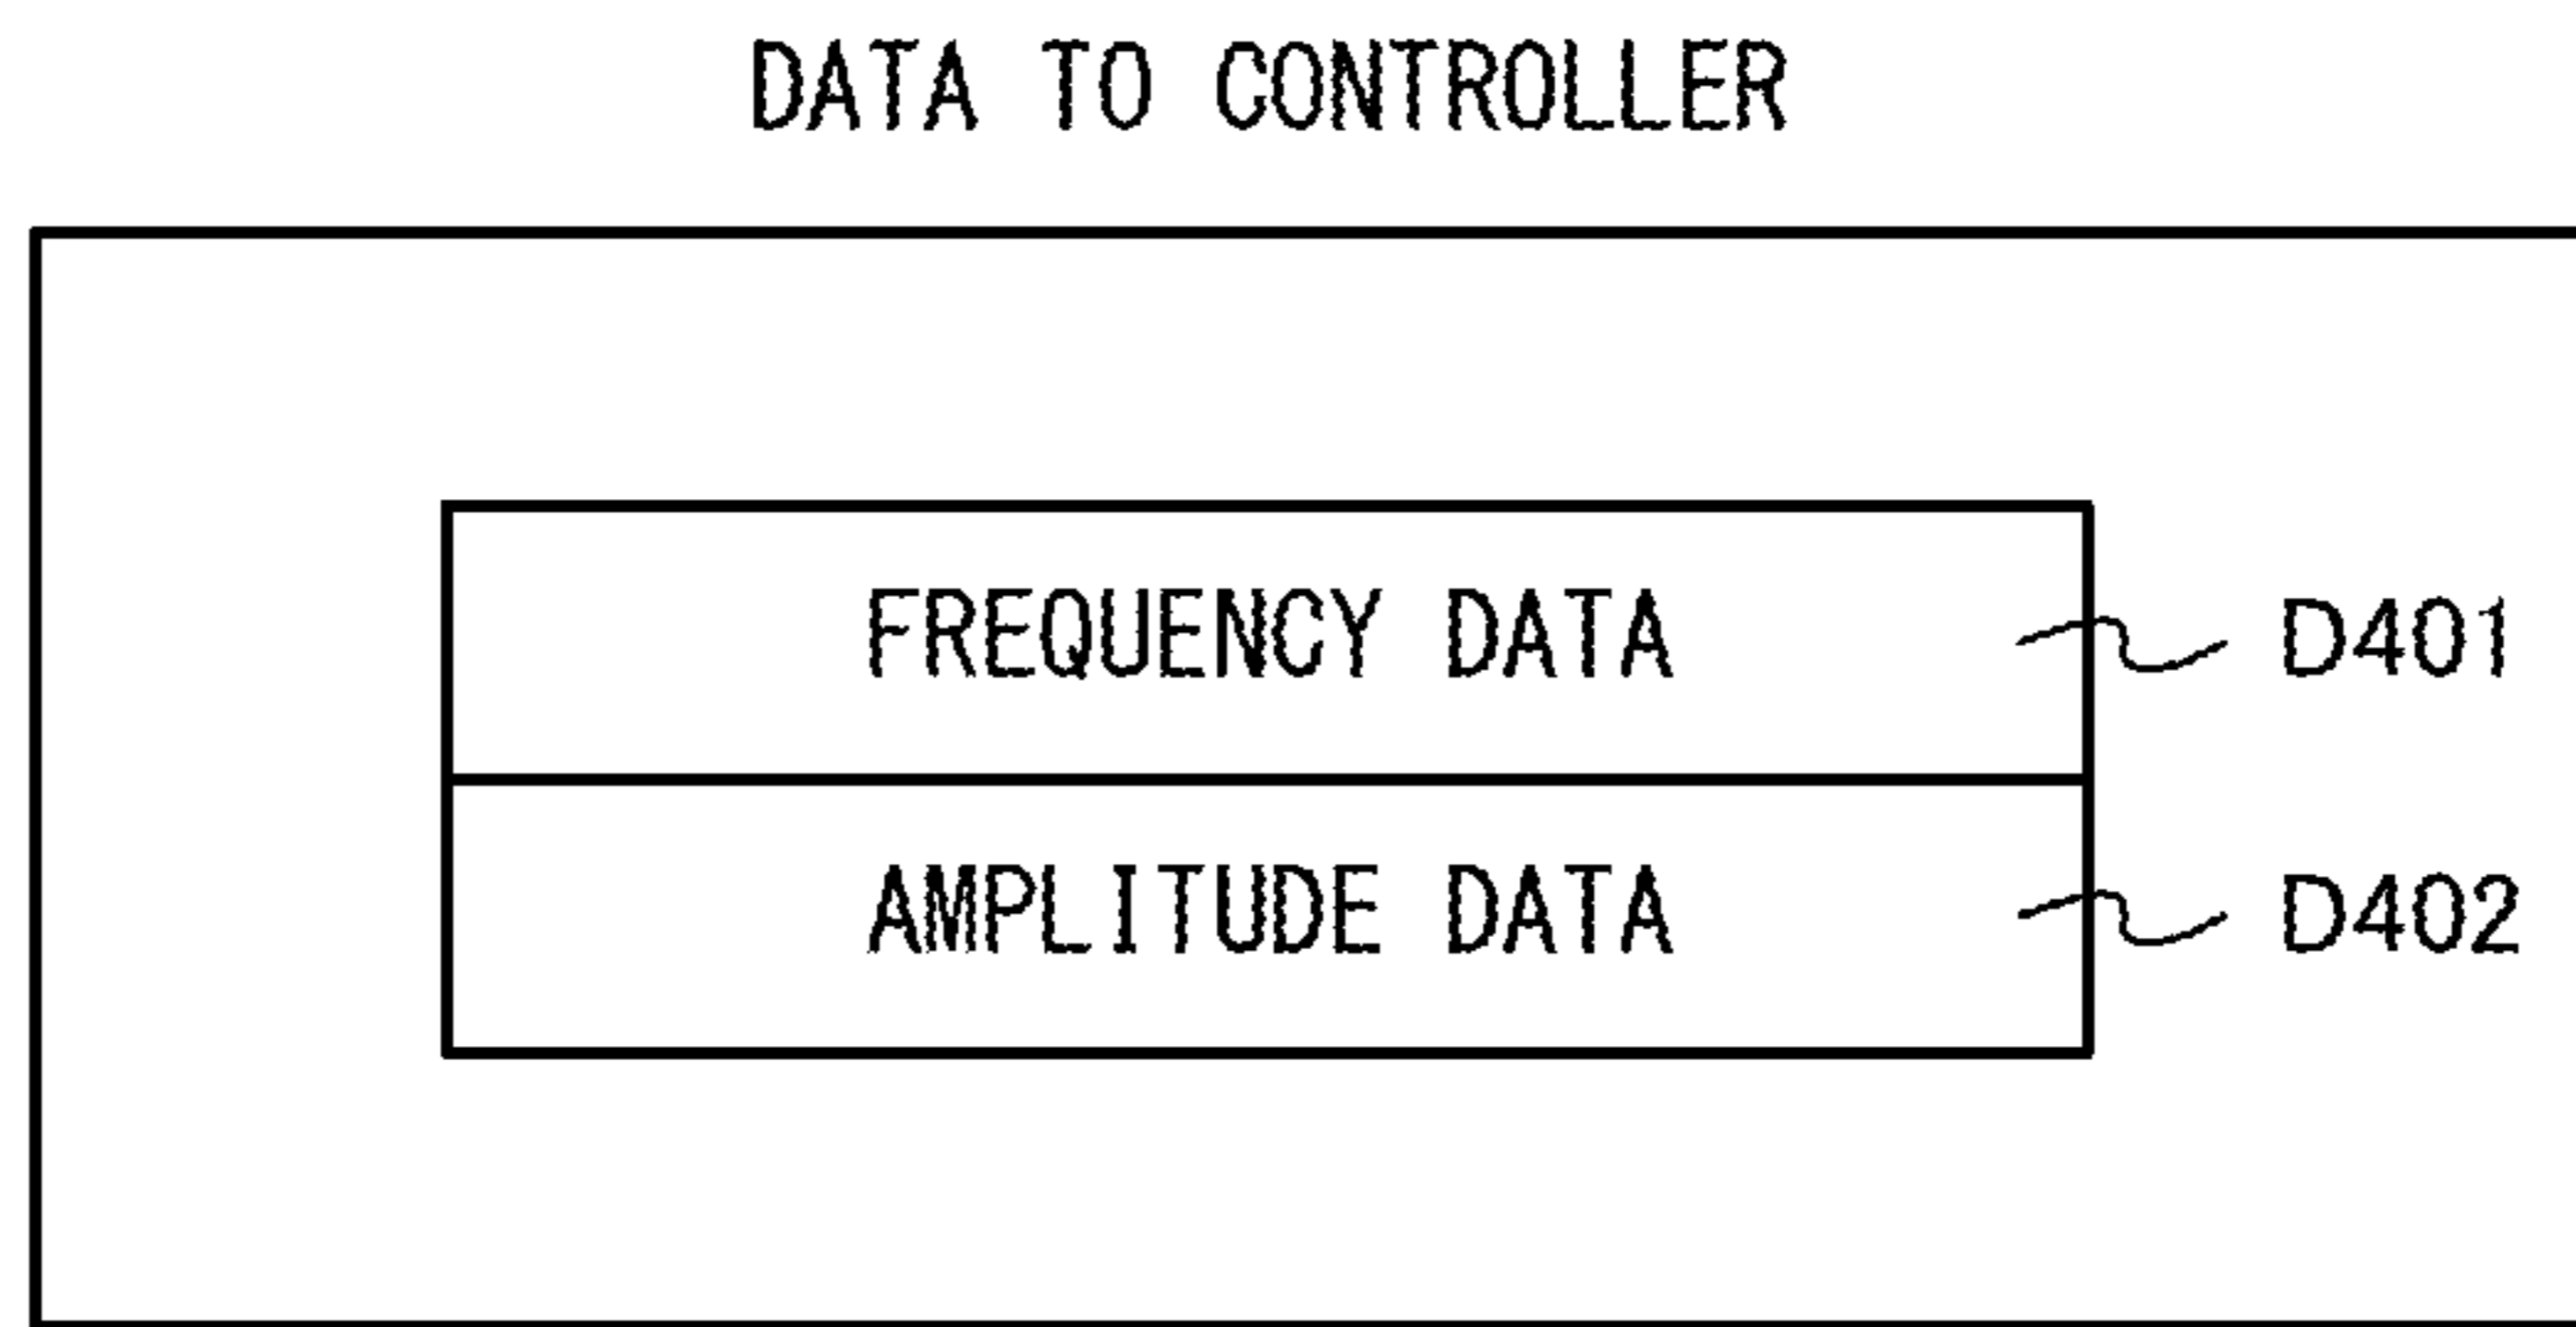 DATA TO CONTROLLER
FREQUENCY DATA D401
AMPLITUDE DATA D402